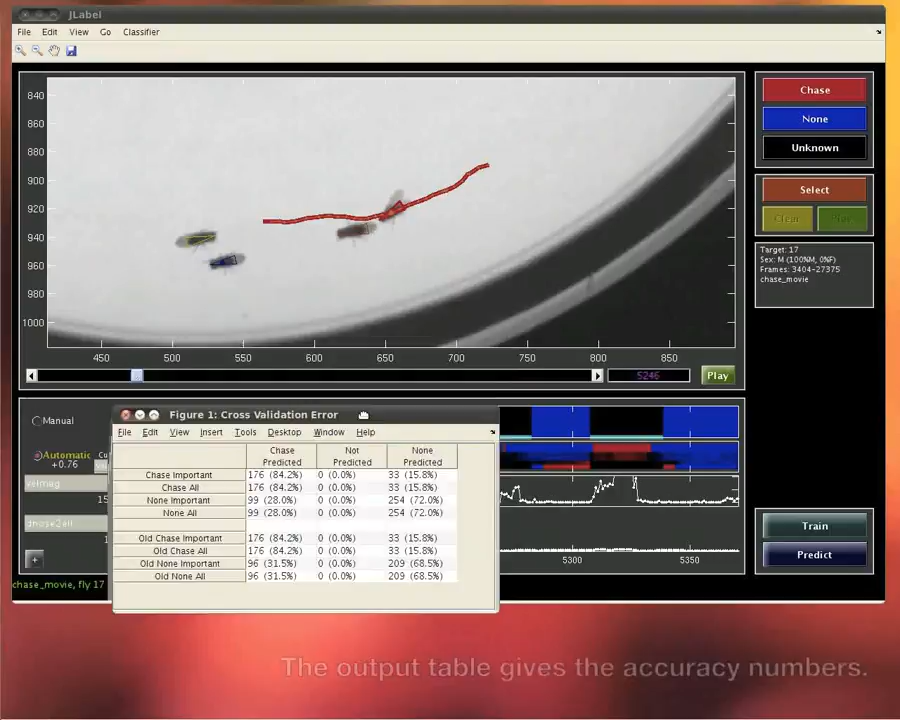 JLabel
File Edit View Go Classifier
840
860
880
900
920
940
960
980
1000
450 500 550 600 650 700 750 800 850
5246
Play
Chase
None
Unknown
Select
Clear
Target: 17
Sex: M (100%M, 0%F)
Frames: 3404-27375
chase_movie
Manual
Automatic
+0.76
velmag
15
dnose2ell
+
chase_movie, fly 17
Figure 1: Cross Validation Error
File Edit View Insert Tools Desktop Window Help
Chase Predicted Not Predicted None Predicted
Chase Important 176 (84.2%) 0 (0.0%) 33 (15.8%)
Chase All 176 (84.2%) 0 (0.0%) 33 (15.8%)
None Important 99 (28.0%) 0 (0.0%) 254 (72.0%)
None All 99 (28.0%) 0 (0.0%) 254 (72.0%)
Old Chase Important 176 (84.2%) 0 (0.0%) 33 (15.8%)
Old Chase All 176 (84.2%) 0 (0.0%) 33 (15.8%)
Old None Important 96 (31.5%) 0 (0.0%) 209 (68.5%)
Old None All 96 (31.5%) 0 (0.0%) 209 (68.5%)
5300 5350
Train
Predict
The output table gives the accuracy numbers.